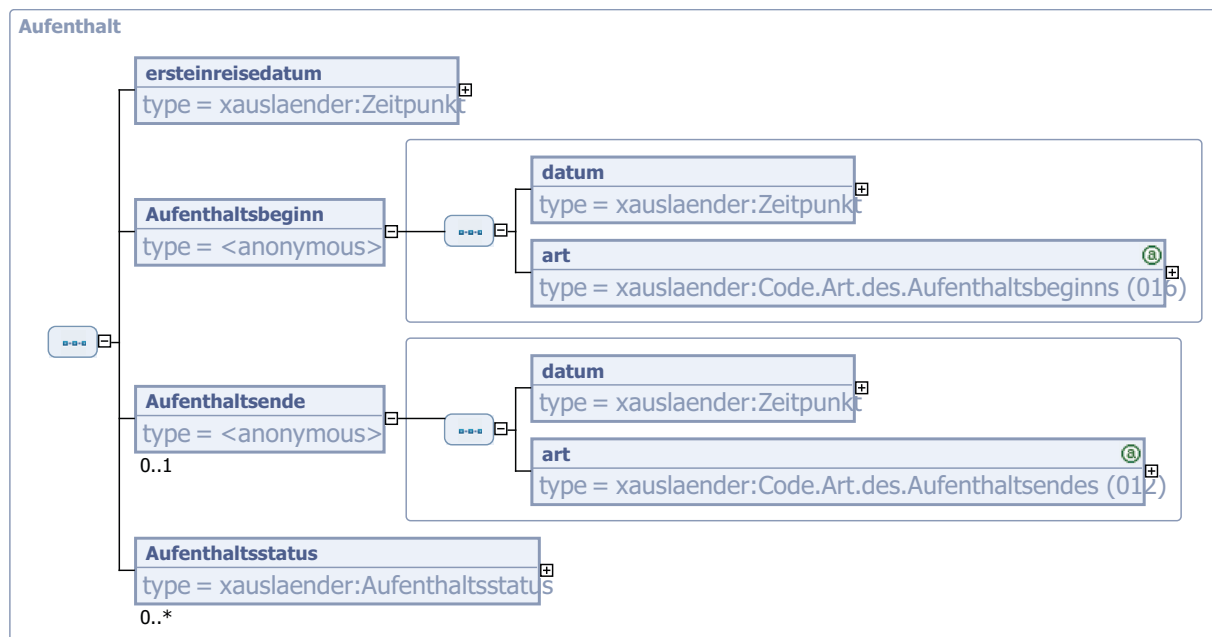 Aufenthalt
ersteinreisedatum
type = xauslaender:Zeitpunkt
Aufenthaltsbeginn
type = <anonymous>
datum
type = xauslaender:Zeitpunkt
art
type = xauslaender:Code.Art.des.Aufenthaltsbeginns (016)
Aufenthaltsende
type = <anonymous>
0..1
datum
type = xauslaender:Zeitpunkt
art
type = xauslaender:Code.Art.des.Aufenthaltsendes (012)
Aufenthaltsstatus
type = xauslaender:Aufenthaltsstatus
0..*